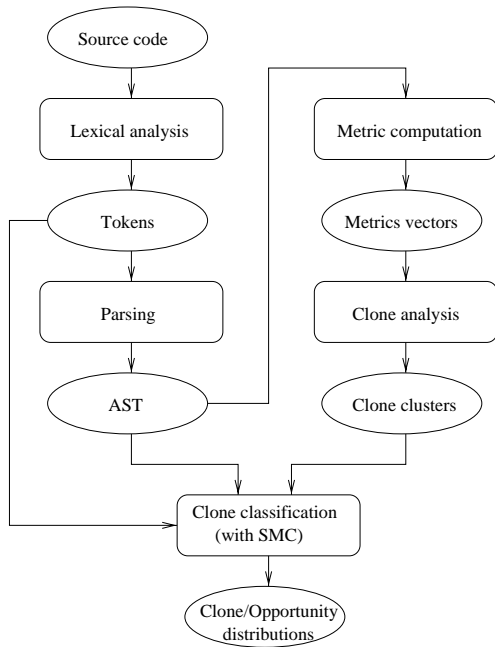 Source code
Lexical analysis
Tokens
Parsing
AST
Metric computation
Metrics vectors
Clone analysis
Clone clusters
Clone classification
(with SMC)
Clone/Opportunity
distributions